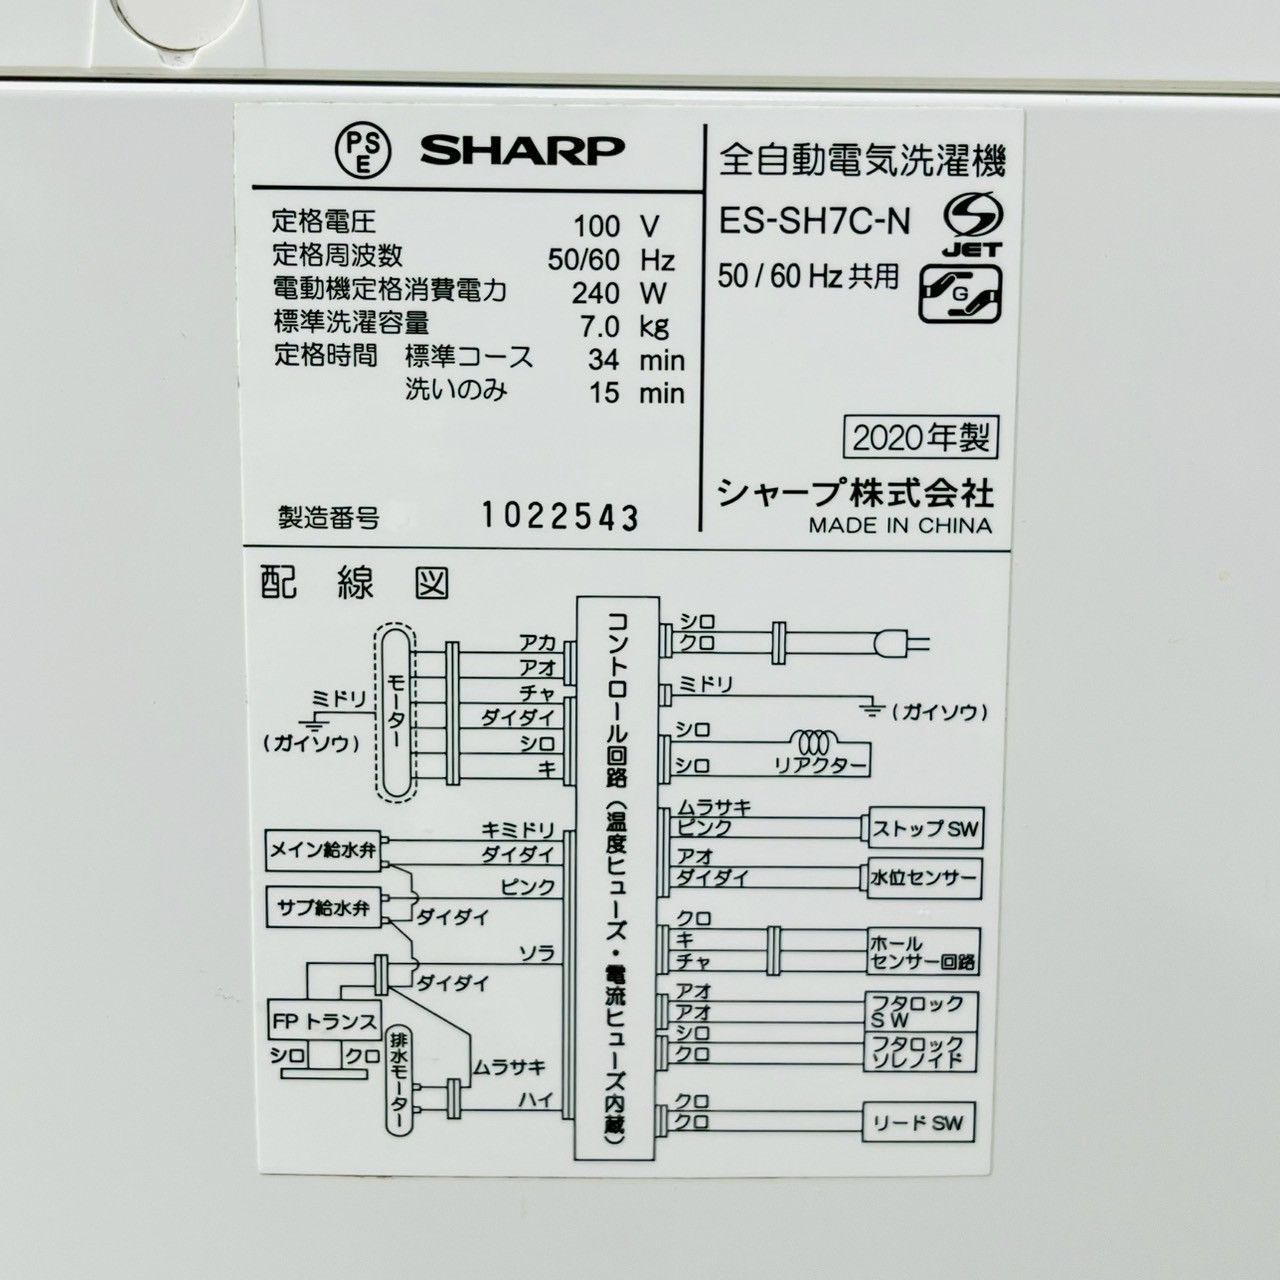 PSE SHARP
定格電圧 100 V
定格周波数 50/60 Hz
電動機定格消費電力 240 W
標準洗濯容量 7.0 kg
定格時間 標準コース 34 min
洗いのみ 15 min
製造番号 1022543
全自動電気洗濯機
ES-SH7C-N
JET
50/60 Hz 共用
G
2020年製
シャープ株式会社
MADE IN CHINA
配線図
コントロール回路(温度ヒューズ・電流ヒューズ内蔵)
モーター
ミドリ
(ガイソウ)
アカ
アオ
チャ
ダイダイ
シロ
キ
メイン給水弁
キミドリ
ダイダイ
サブ給水弁
ピンク
ダイダイ
ソラ
ダイダイ
FPトランス
シロ
クロ
排水モーター
ムラサキ
ハイ
シロ
クロ
ミドリ
(ガイソウ)
シロ
シロ
リアクター
ムラサキ
ピンク
ストップSW
アオ
ダイダイ
水位センサー
クロ
キ
チャ
ホール
センサー回路
アオ
アオ
フタロック
SW
シロ
クロ
フタロック
ソレノイド
クロ
クロ
リードSW